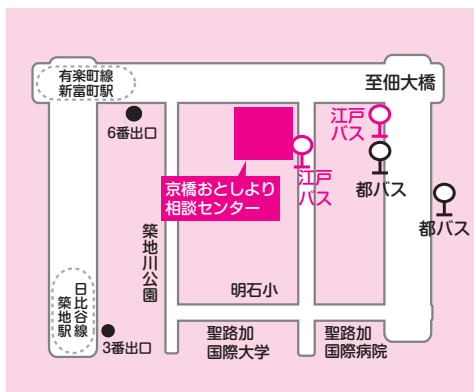 有楽町線
新富町駅
至佃大橋
6番出口
江戸
バス
江戸
バス
都バス
都バス
京橋おとしより
相談センター
築地川公園
明石小
日比谷線
築地駅
3番出口
聖路加
国際大学
聖路加
国際病院